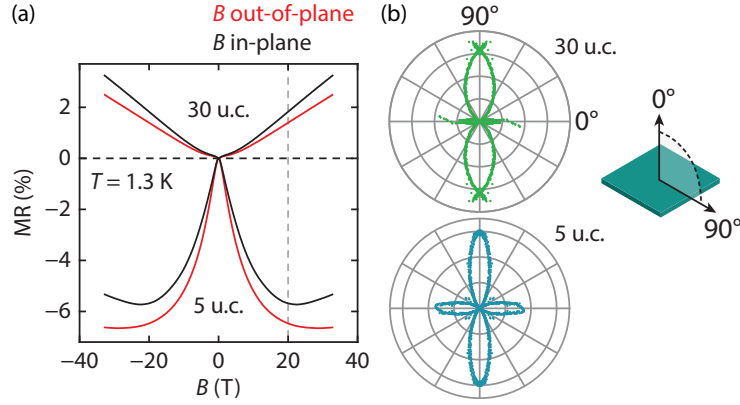 (a)
B out-of-plane
B in-plane
MR (%)
2
0
−2
−4
−6
30 u.c.
T = 1.3 K
5 u.c.
−40
−20
0
20
40
B (T)
(b)
90°
30 u.c.
0°
5 u.c.
0°
90°